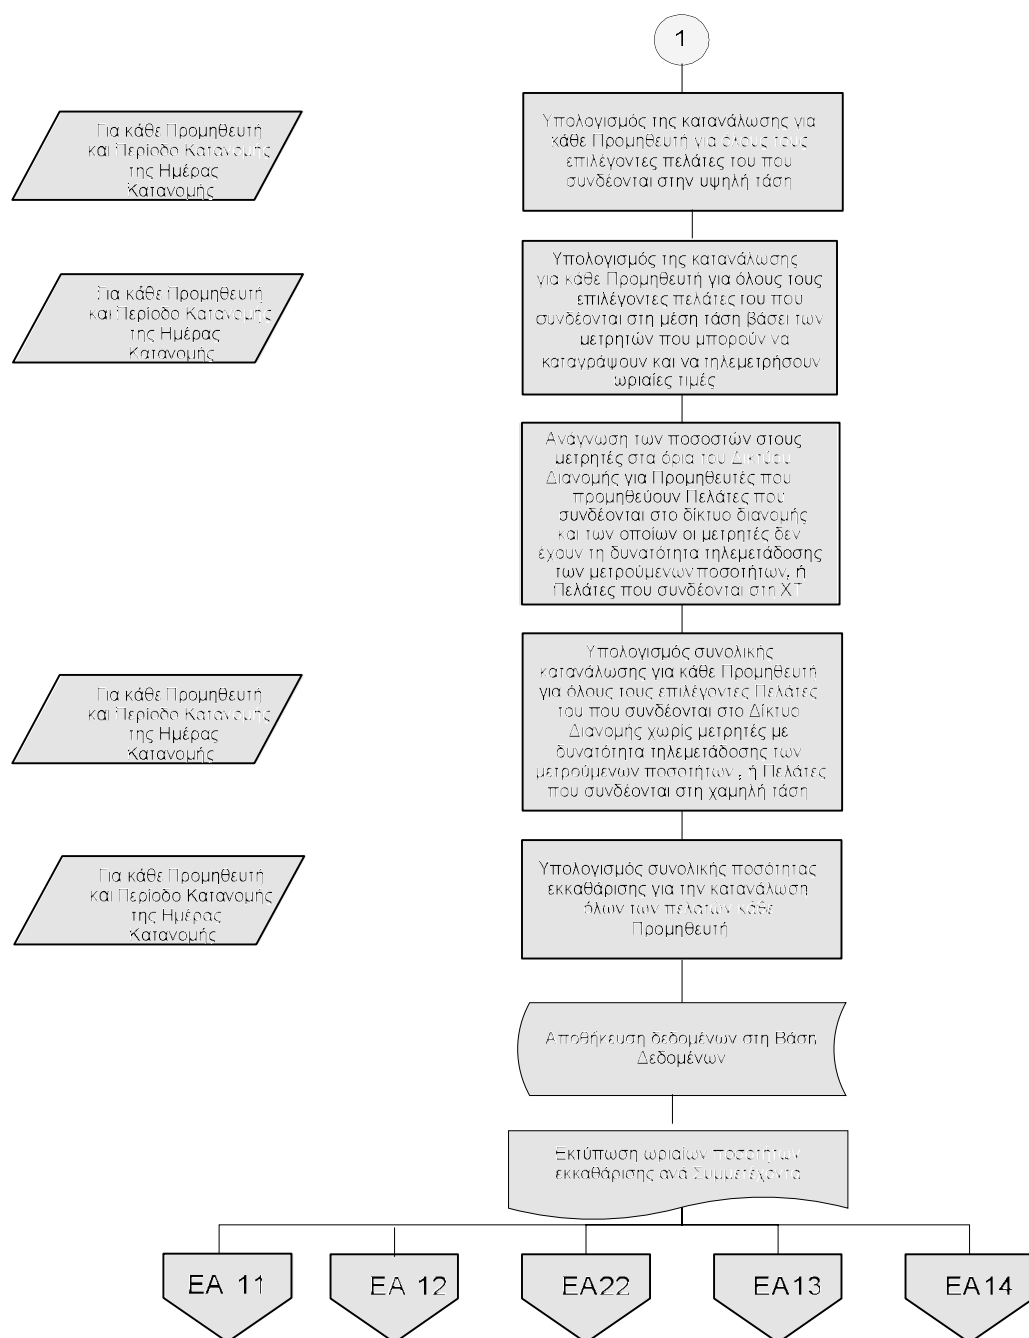 1
Για κάθε Προμηθευτή
και Περίοδο Κατανομής
της Ημέρας
Κατανομής
Υπολογισμός της κατανάλωσης για
κάθε Προμηθευτή για όλους τους
επιλέγοντες πελάτες του που
συνδέονται στην υψηλή τάση
Για κάθε Προμηθευτή
και Περίοδο Κατανομής
της Ημέρας
Κατανομής
Υπολογισμός της κατανάλωσης
για κάθε Προμηθευτή για όλους τους
επιλέγοντες πελάτες του που
συνδέονται στη μέση τάση βάσει των
μετρητών που μπορούν να
καταγράψουν και να τηλεμετρήσουν
ωριαίες τιμές
Ανάγνωση των ποσοστών στους
μετρητές στα όρια του Δικτύου
Διανομής για Προμηθευτές που
προμηθεύουν Πελάτες που
συνδέονται στο δίκτυο διανομής
και των οποίων οι μετρητές δεν
έχουν τη δυνατότητα τηλεμετάδοσης
των μετρούμενων ποσοτήτων, ή
Πελάτες που συνδέονται στη ΧΤ
Για κάθε Προμηθευτή
και Περίοδο Κατανομής
της Ημέρας
Κατανομής
Υπολογισμός συνολικής
κατανάλωσης για κάθε Προμηθευτή
για όλους τους επιλέγοντες Πελάτες
του που συνδέονται στο Δίκτυο
Διανομής χωρίς μετρητές με
δυνατότητα τηλεμετάδοσης των
μετρούμενων ποσοτήτων , ή Πελάτες
που συνδέονται στη χαμηλή τάση
Για κάθε Προμηθευτή
και Περίοδο Κατανομής
της Ημέρας
Κατανομής
Υπολογισμός συνολικής ποσότητας
εκκαθάρισης για την κατανάλωση
όλων των πελατών κάθε
Προμηθευτή
Αποθήκευση δεδομένων στη Βάση
Δεδομένων
Εκτύπωση ωριαίων ποσοτήτων
εκκαθάρισης ανά Συμμετέχοντα
ΕΑ 11
ΕΑ 12
ΕΑ22
ΕΑ13
ΕΑ14